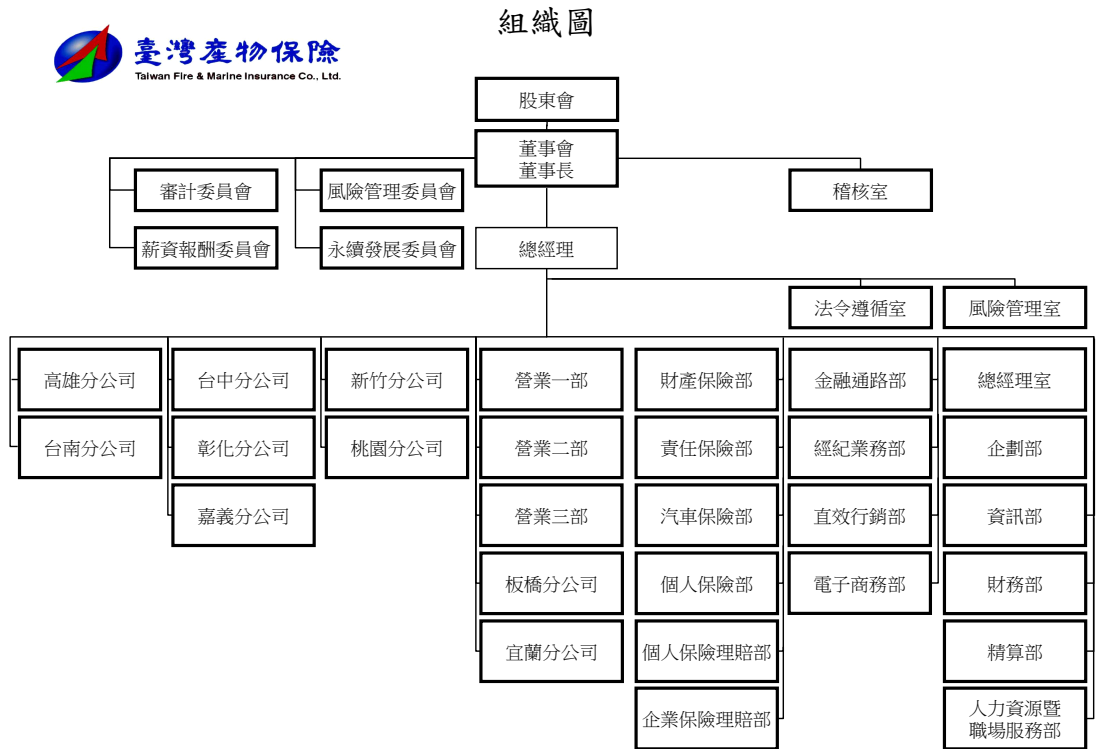 組織圖
臺灣產物保險
Taiwan Fire & Marine Insurance Co., Ltd.
股東會
董事會
董事長
審計委員會
風險管理委員會
稽核室
薪資報酬委員會
永續發展委員會
總經理
法令遵循室
風險管理室
高雄分公司
台中分公司
新竹分公司
營業一部
財產保險部
金融通路部
總經理室
台南分公司
彰化分公司
桃園分公司
營業二部
責任保險部
經紀業務部
企劃部
嘉義分公司
營業三部
汽車保險部
直效行銷部
資訊部
板橋分公司
個人保險部
電子商務部
財務部
宜蘭分公司
個人保險理賠部
精算部
企業保險理賠部
人力資源暨
職場服務部